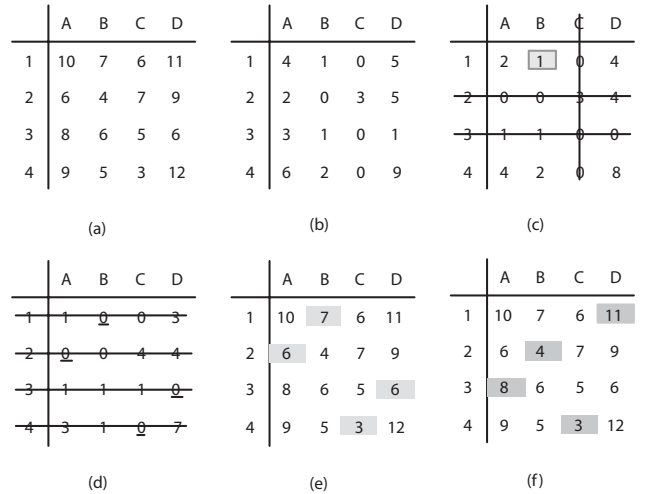 A B C D
1 10 7 6 11
2 6 4 7 9
3 8 6 5 6
4 9 5 3 12
(a)
A B C D
1 4 1 0 5
2 2 0 3 5
3 3 1 0 1
4 6 2 0 9
(b)
A B C D
1 2 1 0 4
2 0 0 3 4
3 1 1 0 0
4 4 2 0 8
(c)
A B C D
1 1 0 0 3
2 0 0 4 4
3 1 1 1 0
4 3 1 0 7
(d)
A B C D
1 10 7 6 11
2 6 4 7 9
3 8 6 5 6
4 9 5 3 12
(e)
A B C D
1 10 7 6 11
2 6 4 7 9
3 8 6 5 6
4 9 5 3 12
(f)